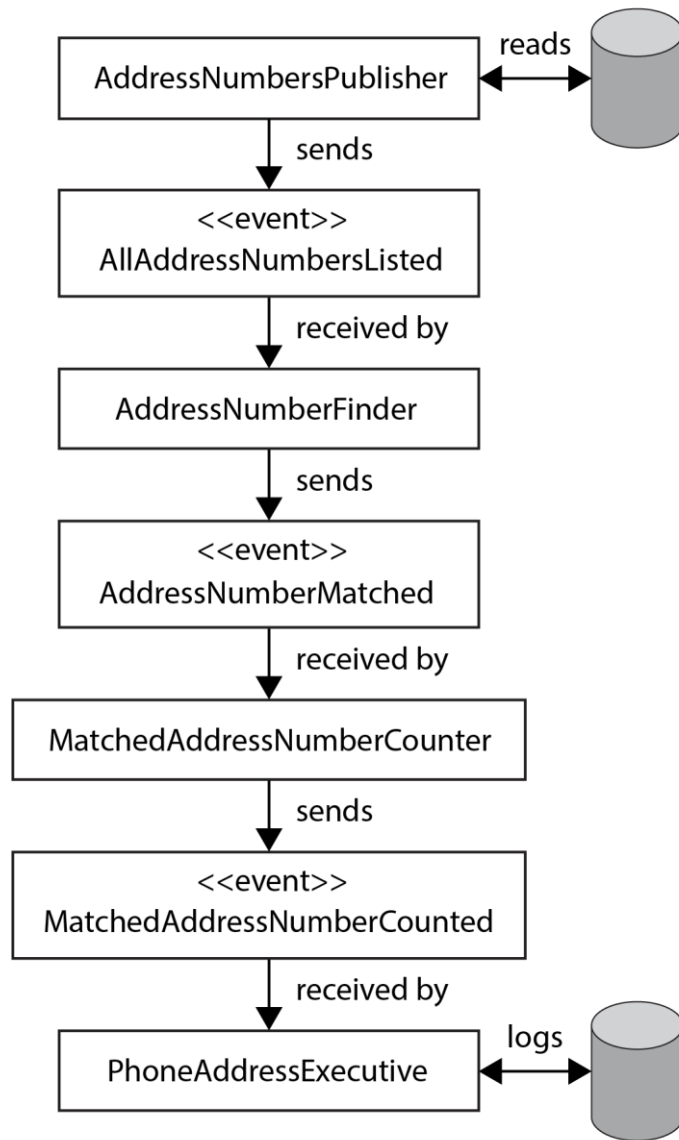 reads
AddressNumbersPublisher
sends
<<event>>
AllAddressNumbersListed
received by
AddressNumberFinder
sends
<<event>>
AddressNumberMatched
received by
MatchedAddressNumberCounter
sends
<<event>>
MatchedAddressNumberCounted
received by
logs
PhoneAddressExecutive